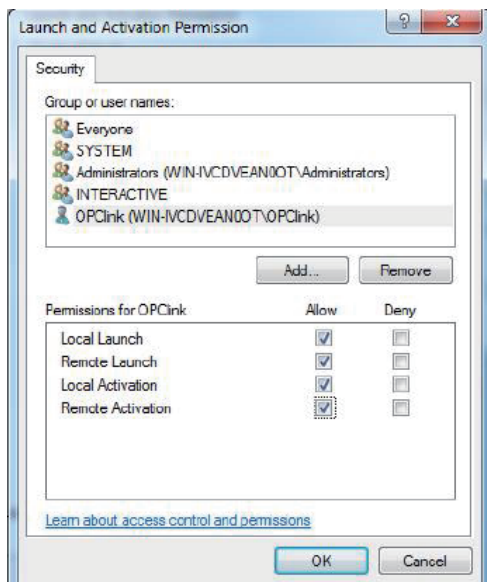 Launch and Activation Permission
Security
Group or user names:
Everyone
SYSTEM
Administrators (WIN-IVCDVEAN0OT\Administrators)
INTERACTIVE
OPClink (WIN-IVCDVEAN0OT\OPClink)
Add...
Remove
Permissions for OPClink
Allow
Deny
Local Launch
Remote Launch
Local Activation
Remote Activation
Learn about access control and permissions
OK
Cancel